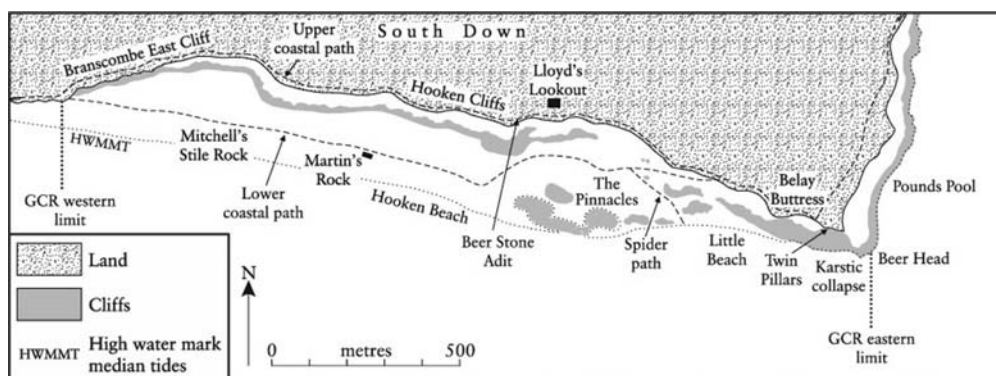 South Down
Upper
coastal path
Branscombe East Cliff
Lloyd's
Lookout
Hooken Cliffs
HWMMT
Mitchell's
Stile Rock
Martin's
Rock
Lower
coastal path
Hooken Beach
GCR western
limit
Beer Stone
Adit
The
Pinnacles
Spider
path
Little
Beach
Belay
Buttress
Twin
Pillars
Karstic
collapse
Pounds Pool
Beer Head
GCR eastern
limit
Land
Cliffs
HWMMT High water mark
median tides
N
0 metres 500